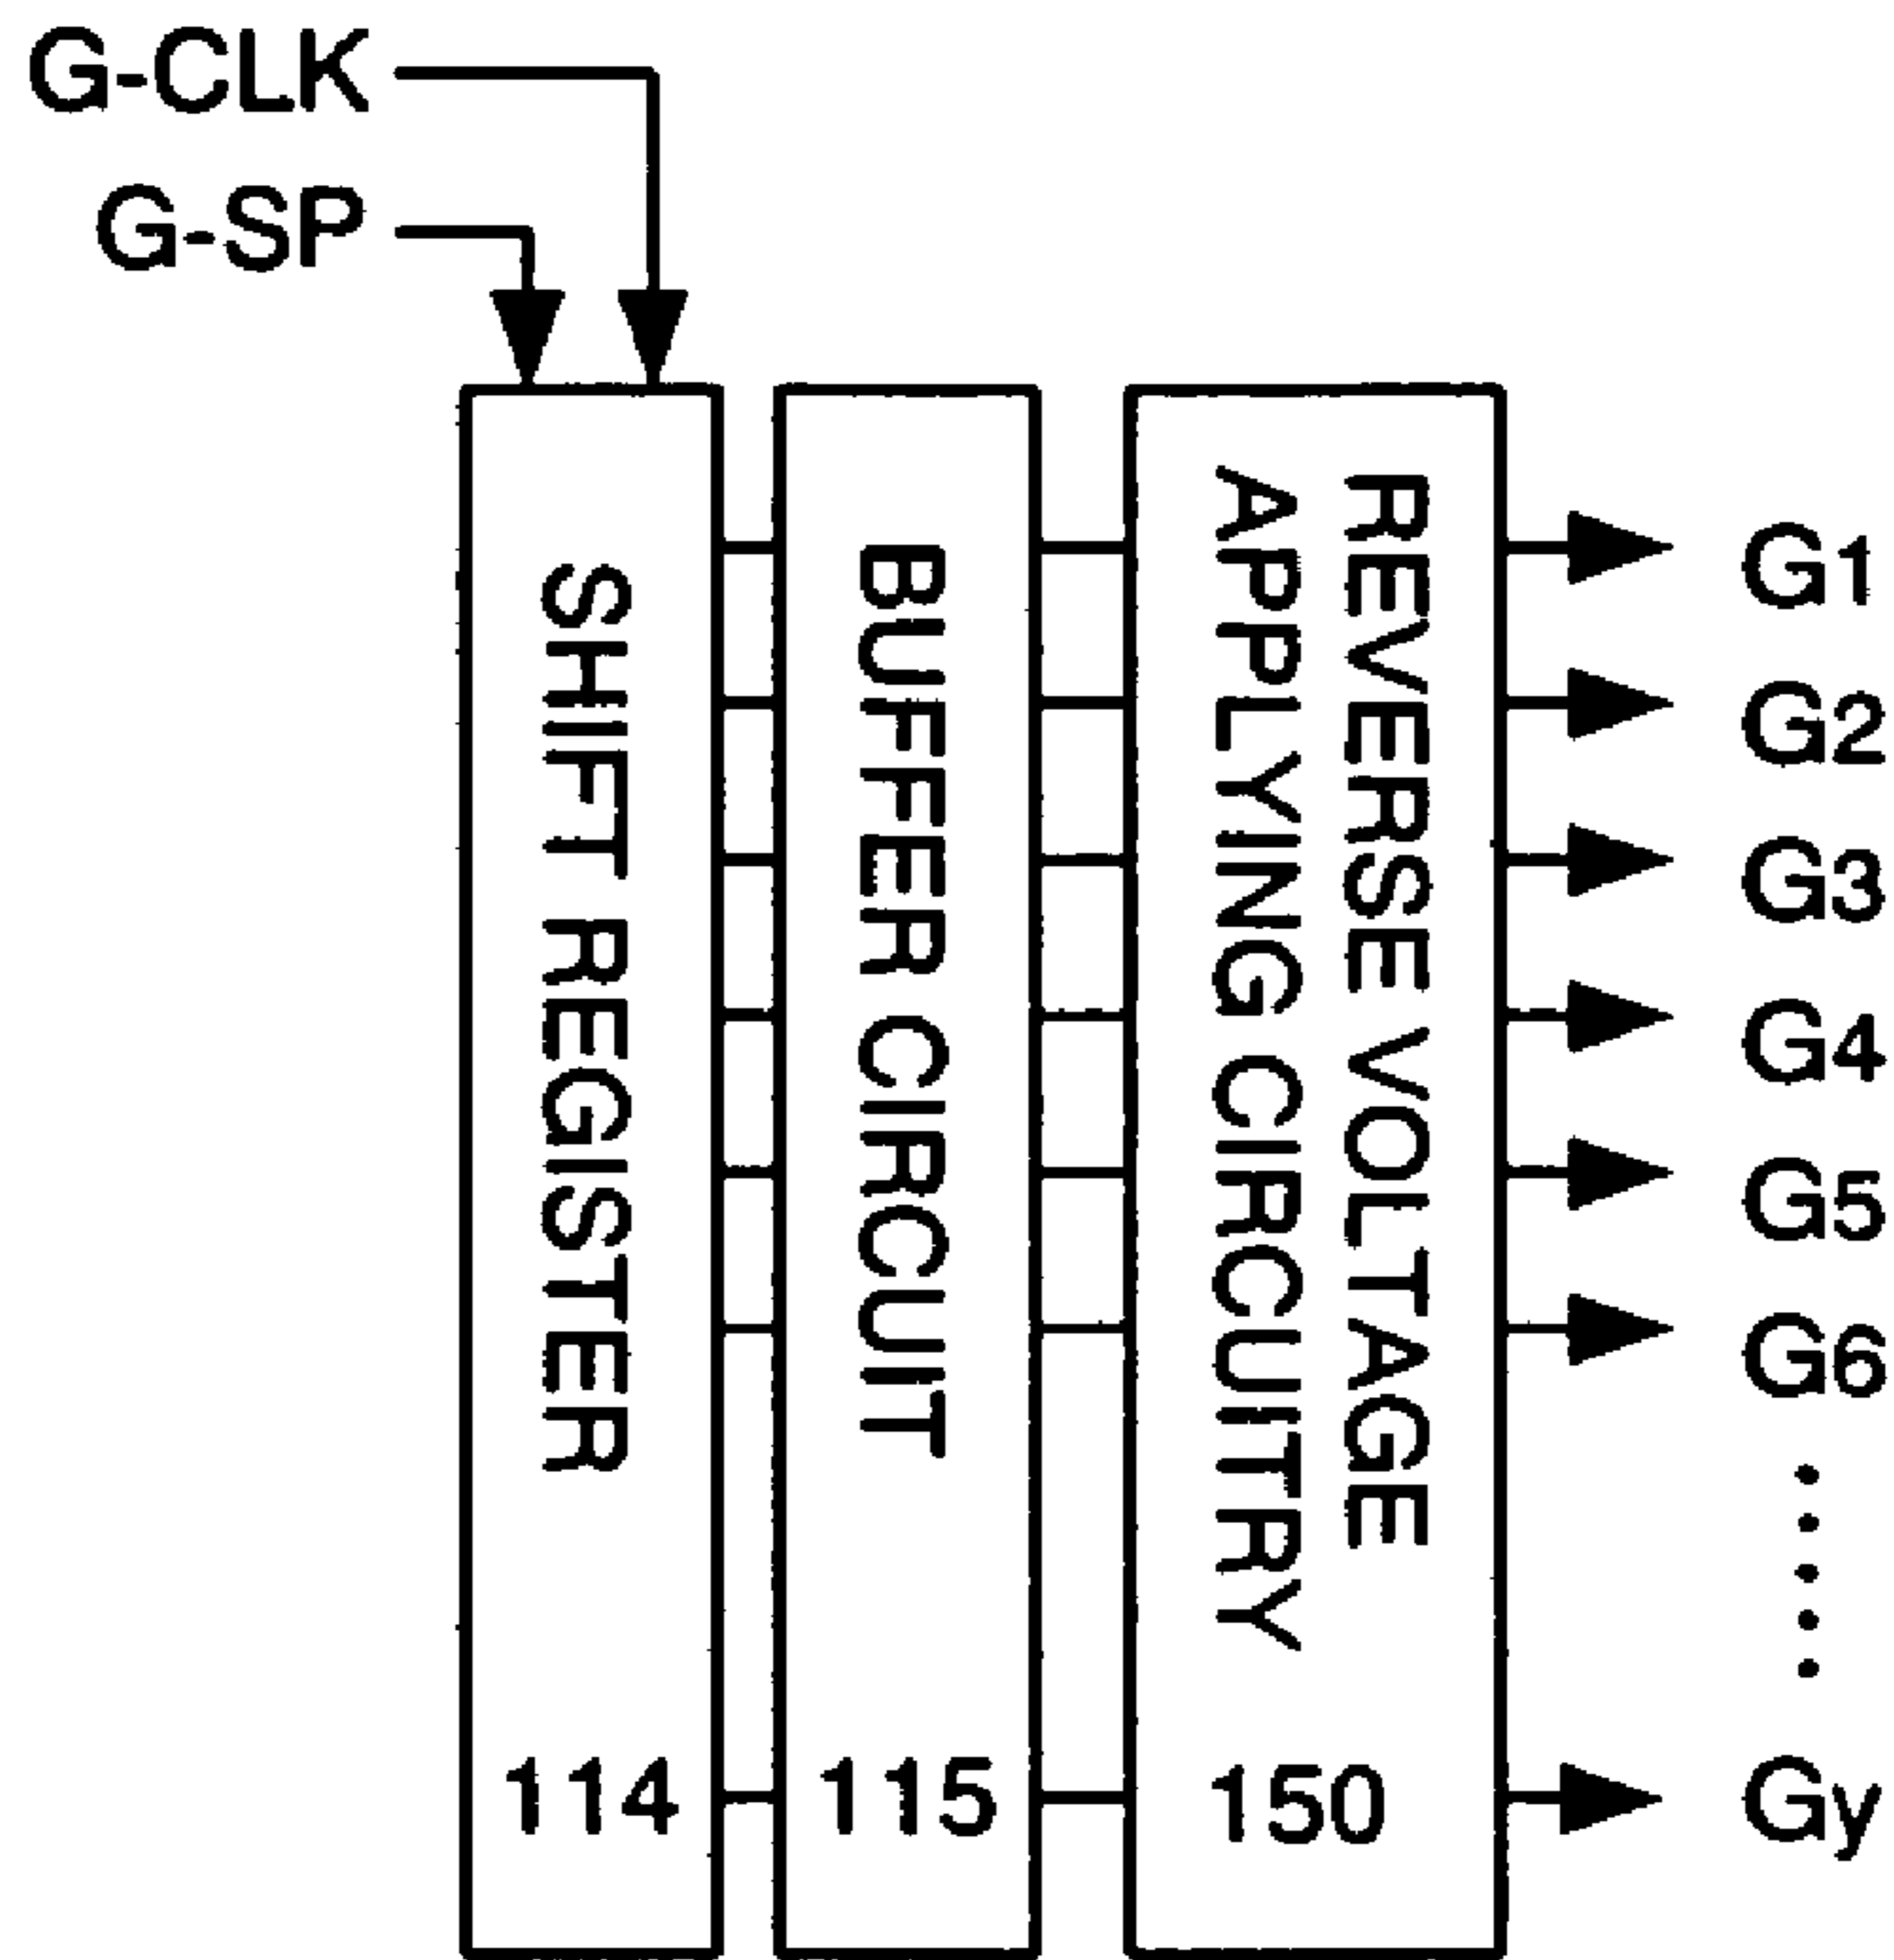 G-CLK
G-SP
SHIFT REGISTER
114
BUFFER CIRCUIT
115
REVERSE VOLTAGE
APPLYING CIRCUITRY
150
G1
G2
G3
G4
G5
G6
Gy